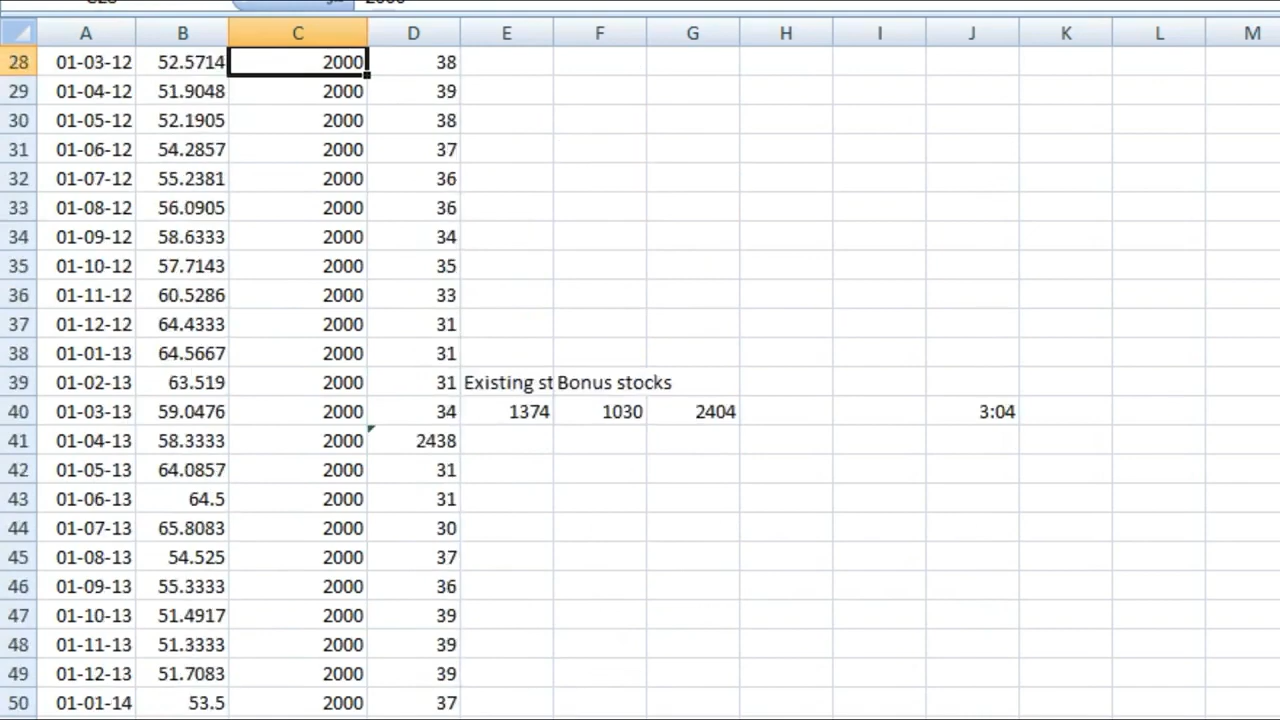 A B C D E F G H I J K L M
28 01-03-12 52.5714 2000 38
29 01-04-12 51.9048 2000 39
30 01-05-12 52.1905 2000 38
31 01-06-12 54.2857 2000 37
32 01-07-12 55.2381 2000 36
33 01-08-12 56.0905 2000 36
34 01-09-12 58.6333 2000 34
35 01-10-12 57.7143 2000 35
36 01-11-12 60.5286 2000 33
37 01-12-12 64.4333 2000 31
38 01-01-13 64.5667 2000 31
39 01-02-13 63.519 2000 31 Existing st Bonus stocks
40 01-03-13 59.0476 2000 34 1374 1030 2404 3:04
41 01-04-13 58.3333 2000 2438
42 01-05-13 64.0857 2000 31
43 01-06-13 64.5 2000 31
44 01-07-13 65.8083 2000 30
45 01-08-13 54.525 2000 37
46 01-09-13 55.3333 2000 36
47 01-10-13 51.4917 2000 39
48 01-11-13 51.3333 2000 39
49 01-12-13 51.7083 2000 39
50 01-01-14 53.5 2000 37